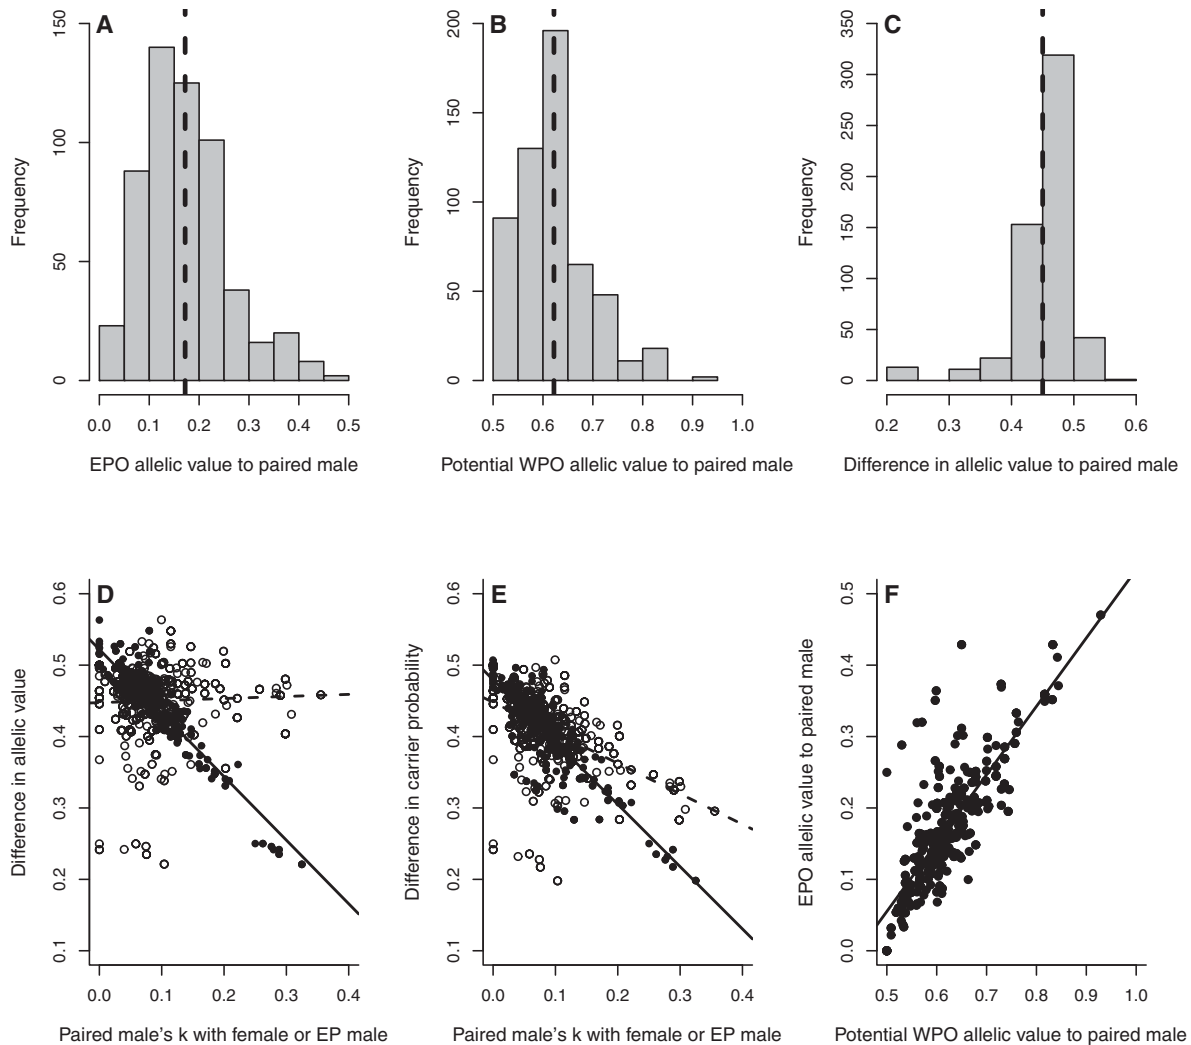 A
B
C
150
100
50
0
Frequency
0.0 0.1 0.2 0.3 0.4 0.5
EPO allelic value to paired male
200
150
100
50
0
Frequency
0.5 0.6 0.7 0.8 0.9 1.0
Potential WPO allelic value to paired male
350
300
250
200
150
100
50
0
Frequency
0.2 0.3 0.4 0.5 0.6
Difference in allelic value to paired male
D
E
F
0.6
0.5
0.4
0.3
0.2
0.1
Difference in allelic value
0.0 0.1 0.2 0.3 0.4
Paired male's k with female or EP male
0.6
0.5
0.4
0.3
0.2
0.1
Difference in carrier probability
0.0 0.1 0.2 0.3 0.4
Paired male's k with female or EP male
0.5
0.4
0.3
0.2
0.1
0.0
EPO allelic value to paired male
0.5 0.6 0.7 0.8 0.9 1.0
Potential WPO allelic value to paired male